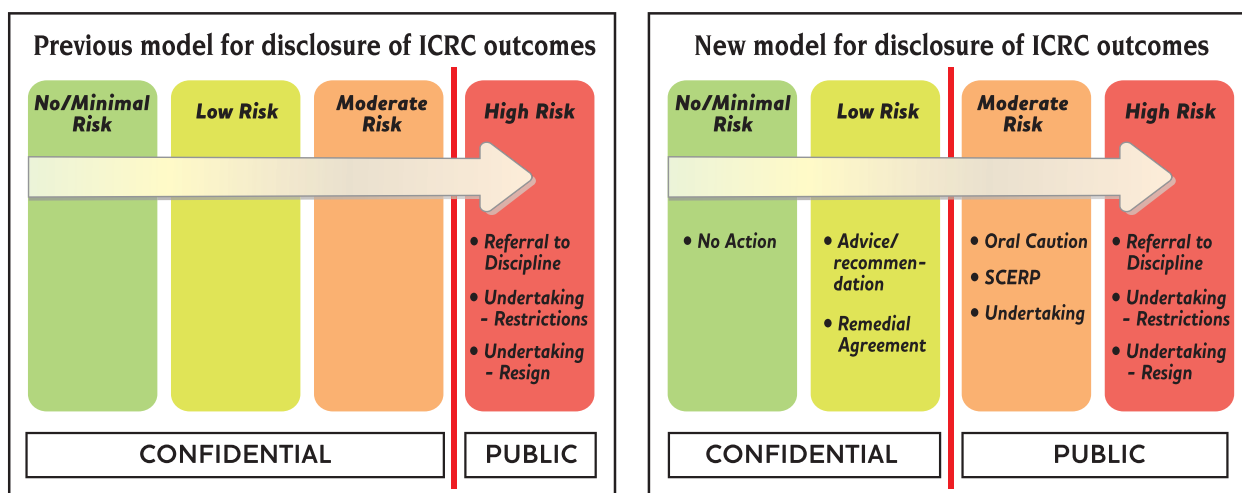 Previous model for disclosure of ICRC outcomes
No/Minimal
Risk
Low Risk
Moderate
Risk
High Risk
• Referral to
Discipline
• Undertaking
- Restrictions
• Undertaking
- Resign
CONFIDENTIAL
PUBLIC
New model for disclosure of ICRC outcomes
No/Minimal
Risk
Low Risk
Moderate
Risk
High Risk
• No Action
• Advice/
recommen-
dation
• Remedial
Agreement
• Oral Caution
• SCERP
• Undertaking
• Referral to
Discipline
• Undertaking
- Restrictions
• Undertaking
- Resign
CONFIDENTIAL
PUBLIC